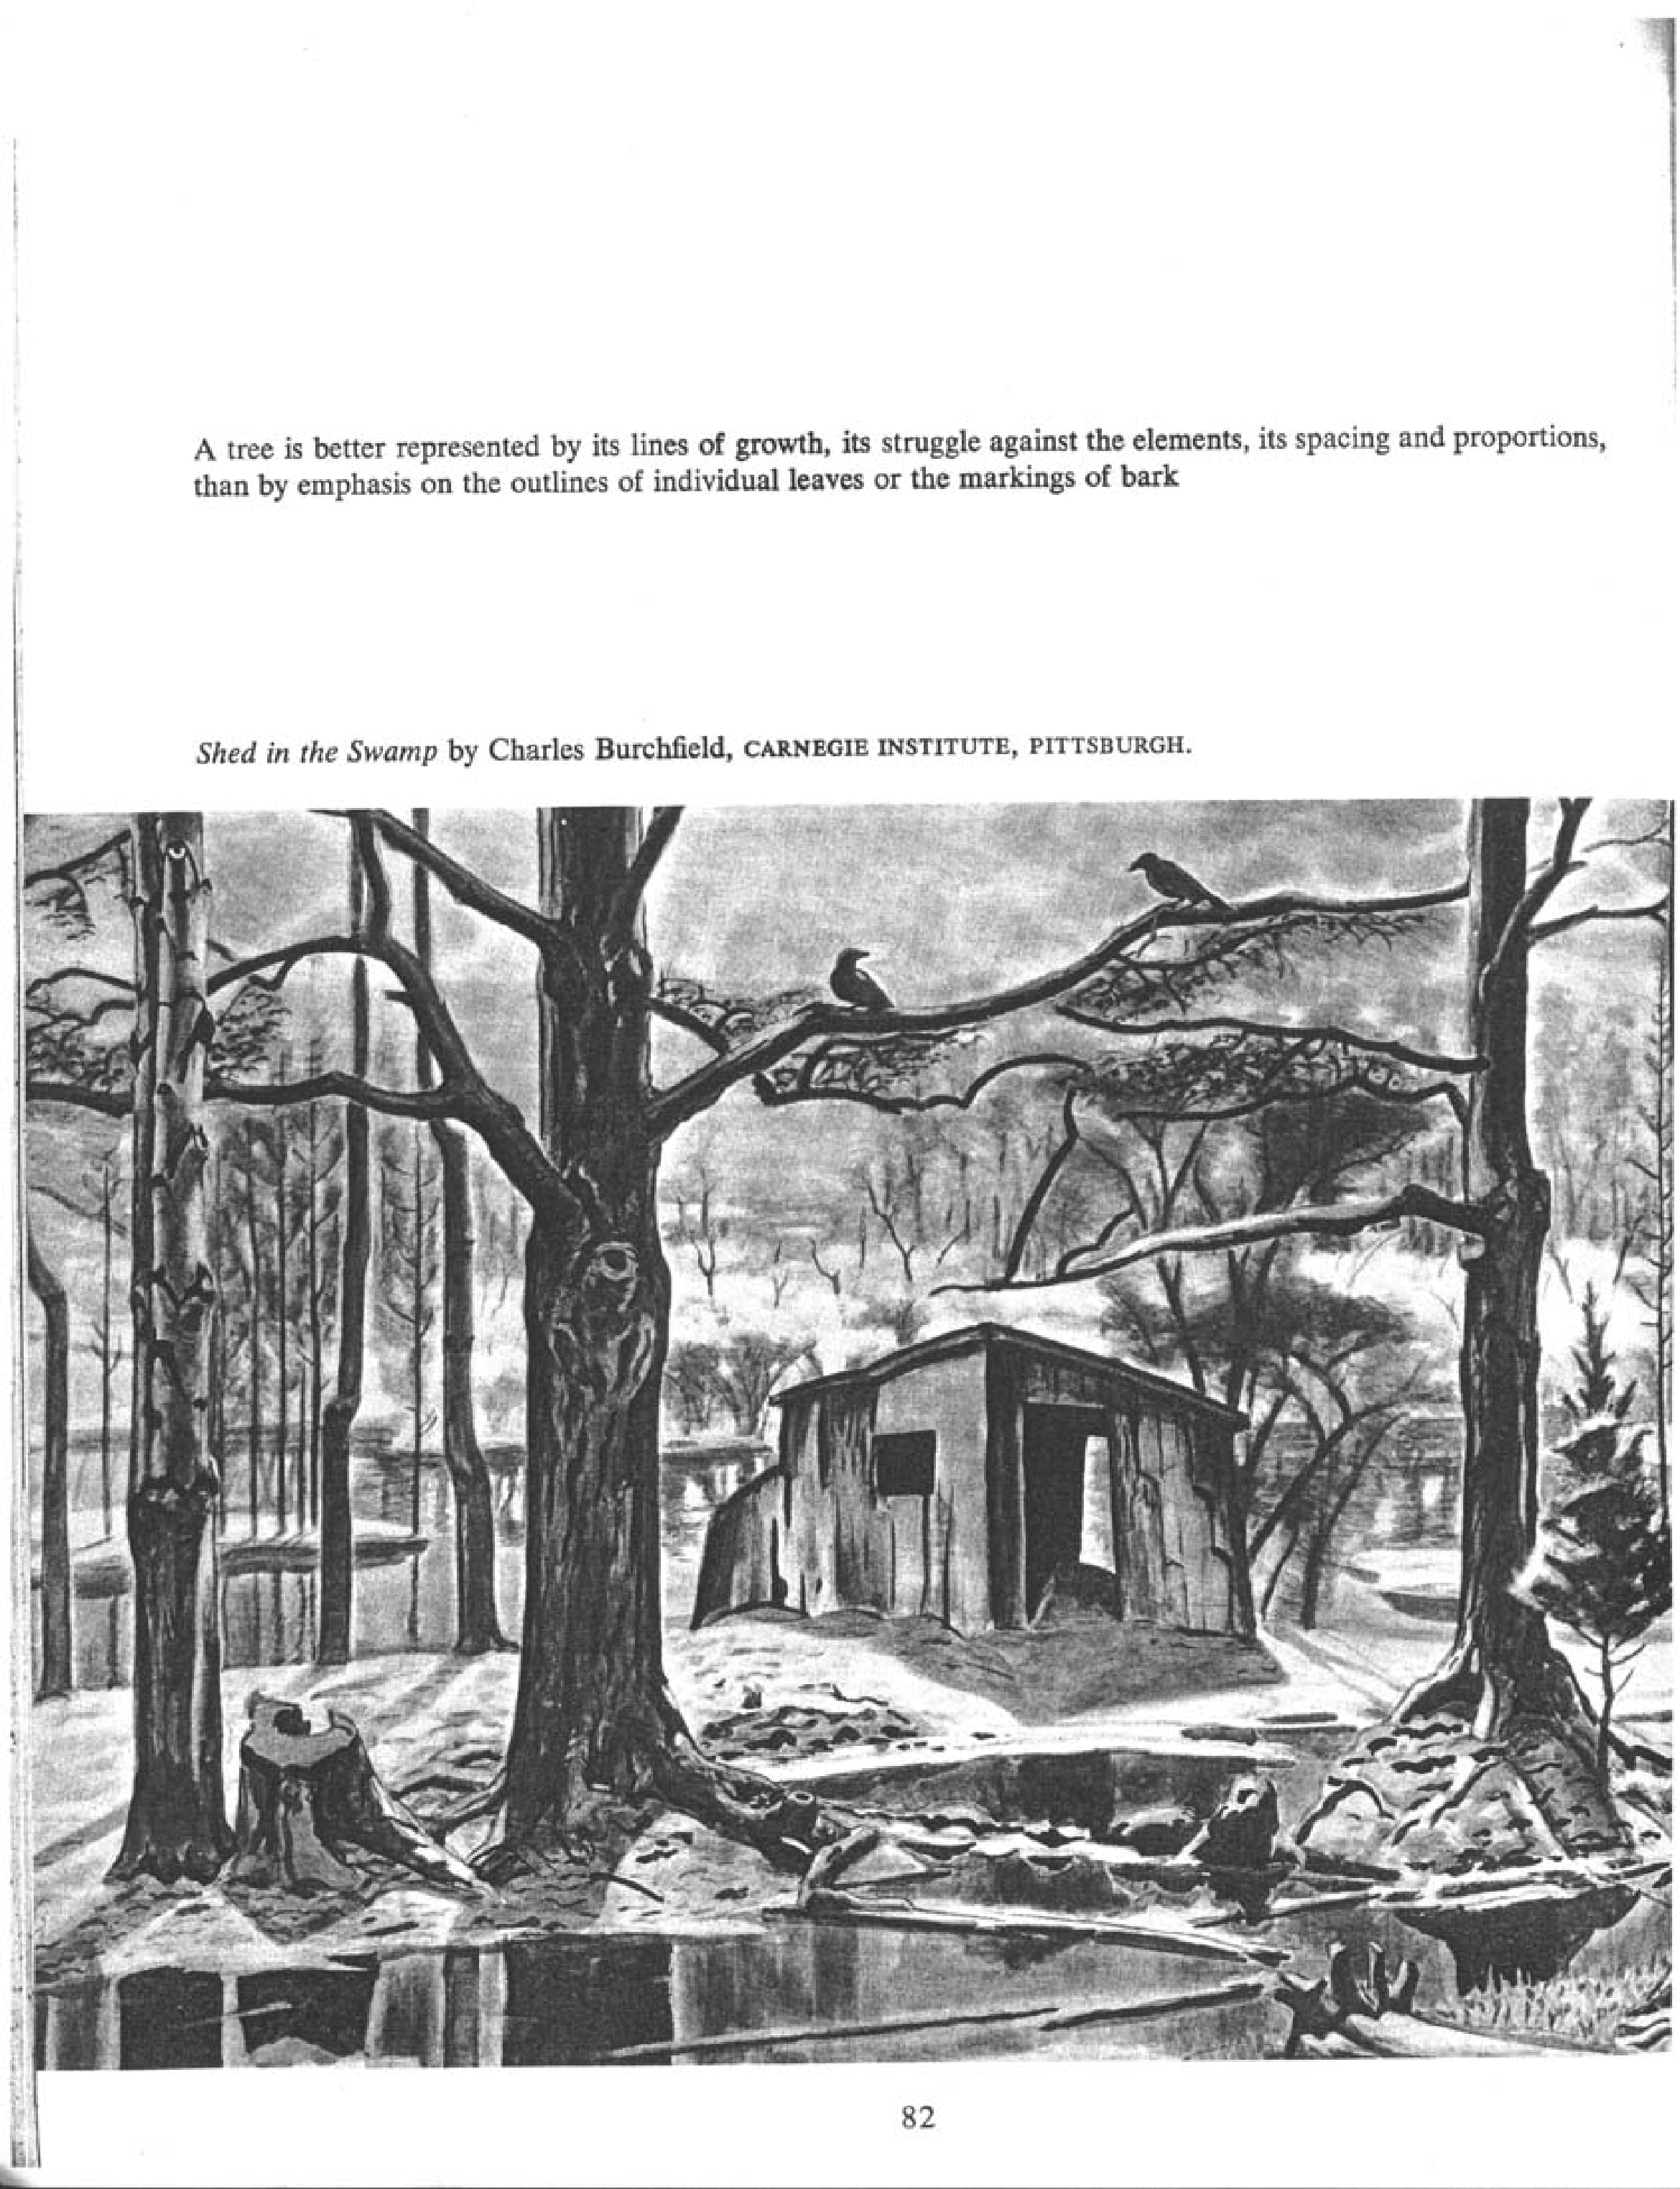 A tree is better represented by its lines of growth, its struggle against the elements, its spacing and proportions,
than by emphasis on the outlines of individual leaves or the markings of bark
Shed in the Swamp by Charles Burchfield, CARNEGIE INSTITUTE, PITTSBURGH.
82